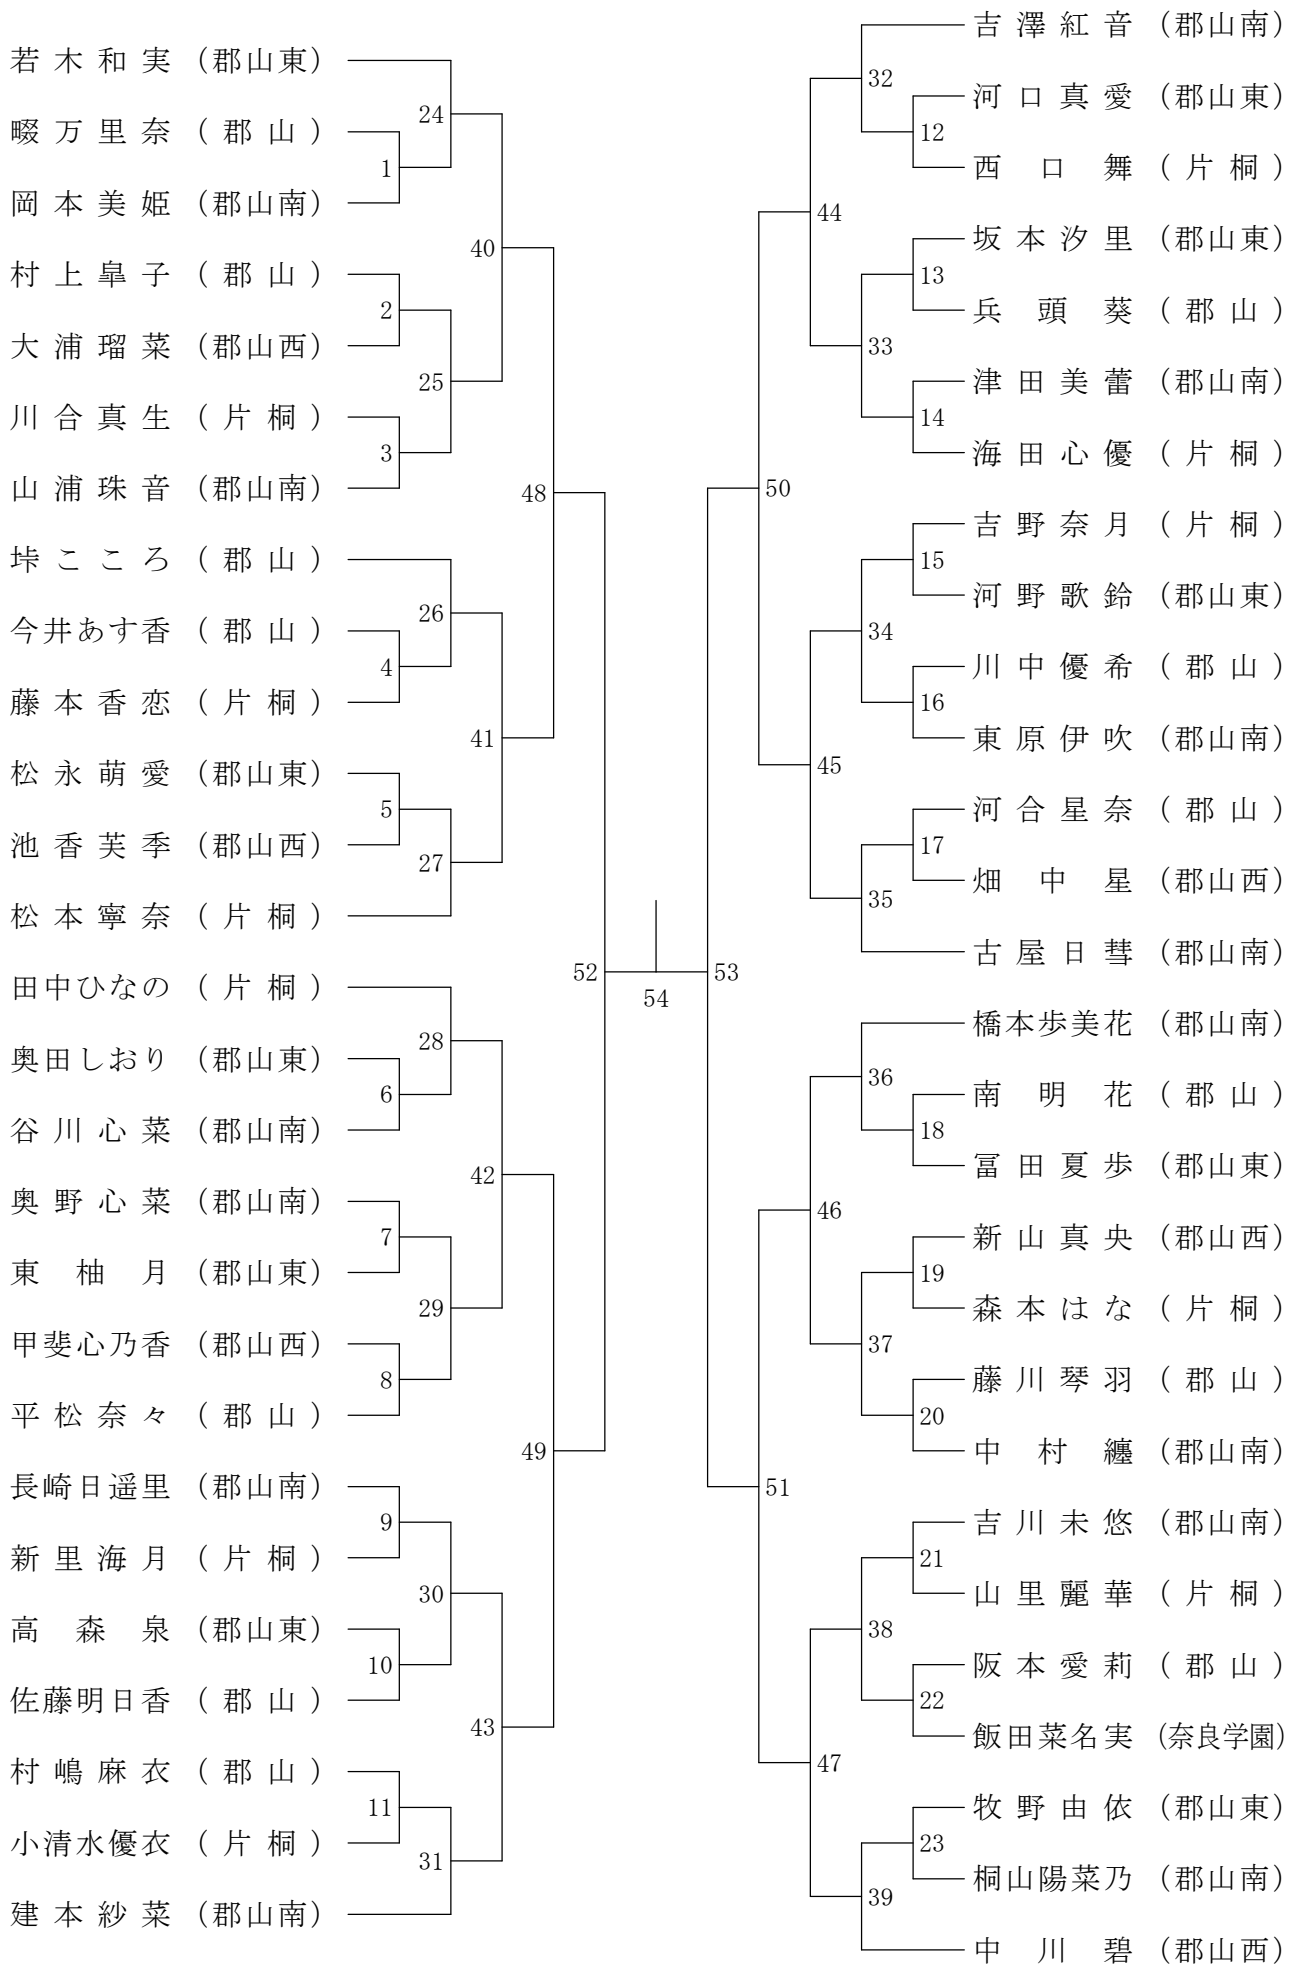 若木和実（郡山東）
畷万里奈（郡山）
岡本美姫（郡山南）
村上皐子（郡山）
大浦瑠菜（郡山西）
川合真生（片桐）
山浦珠音（郡山南）
垰こころ（郡山）
今井あす香（郡山）
藤本香恋（片桐）
松永萌愛（郡山東）
池香芙季（郡山西）
松本寧奈（片桐）
田中ひなの（片桐）
奥田しおり（郡山東）
谷川心菜（郡山南）
奥野心菜（郡山南）
東柚月（郡山東）
甲斐心乃香（郡山西）
平松奈々（郡山）
長崎日遥里（郡山南）
新里海月（片桐）
高森泉（郡山東）
佐藤明日香（郡山）
村嶋麻衣（郡山）
小清水優衣（片桐）
建本紗菜（郡山南）
1
2
3
4
5
6
7
8
9
10
11
24
25
26
27
28
29
30
31
40
41
42
43
48
49
52
54
53
50
51
44
45
46
47
32
33
34
35
36
37
38
39
12
13
14
15
16
17
18
19
20
21
22
23
吉澤紅音（郡山南）
河口真愛（郡山東）
西口舞（片桐）
坂本汐里（郡山東）
兵頭葵（郡山）
津田美蕾（郡山南）
海田心優（片桐）
吉野奈月（片桐）
河野歌鈴（郡山東）
川中優希（郡山）
東原伊吹（郡山南）
河合星奈（郡山）
畑中星（郡山西）
古屋日彗（郡山南）
橋本歩美花（郡山南）
南明花（郡山）
冨田夏歩（郡山東）
新山真央（郡山西）
森本はな（片桐）
藤川琴羽（郡山）
中村纏（郡山南）
吉川未悠（郡山南）
山里麗華（片桐）
阪本愛莉（郡山）
飯田菜名実（奈良学園）
牧野由依（郡山東）
桐山陽菜乃（郡山南）
中川碧（郡山西）